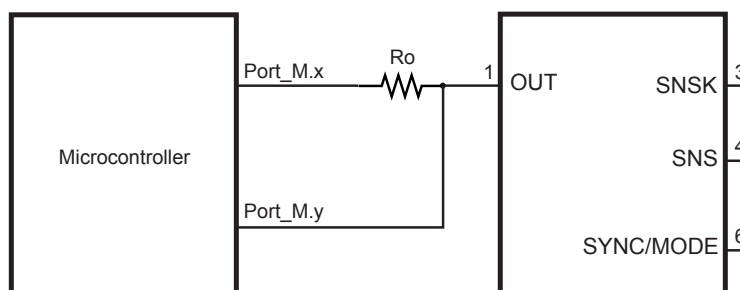 Port_M.x
Ro
1
OUT
SNSK
3
Microcontroller
SNS
4
Port_M.y
SYNC/MODE
6